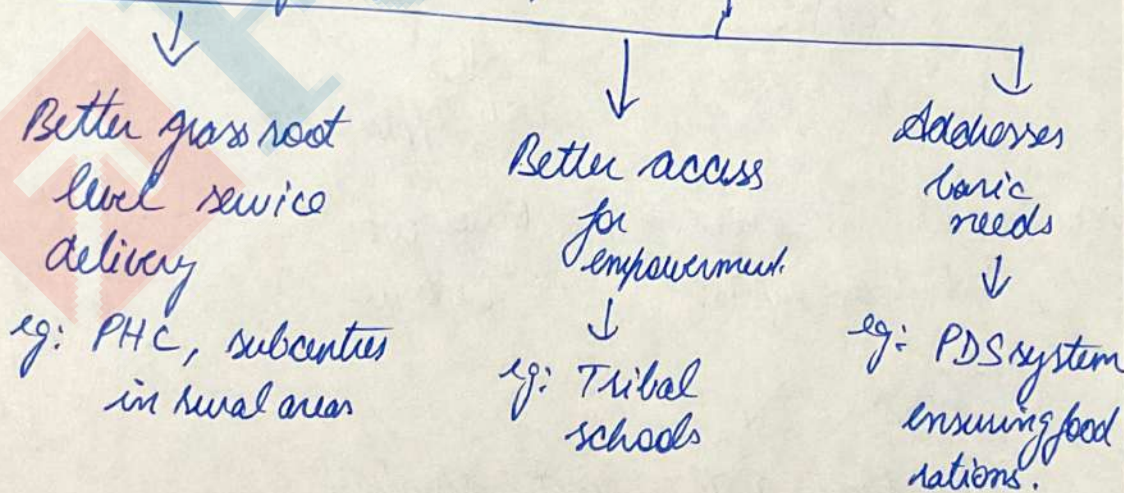 Better grass root
level service
delivery
eg: PHC, subcentres
in rural areas
Better access
for
empowerment.
eg: Tribal
schools
Addresses
basic
needs
eg: PDS system
ensuring food
rations.